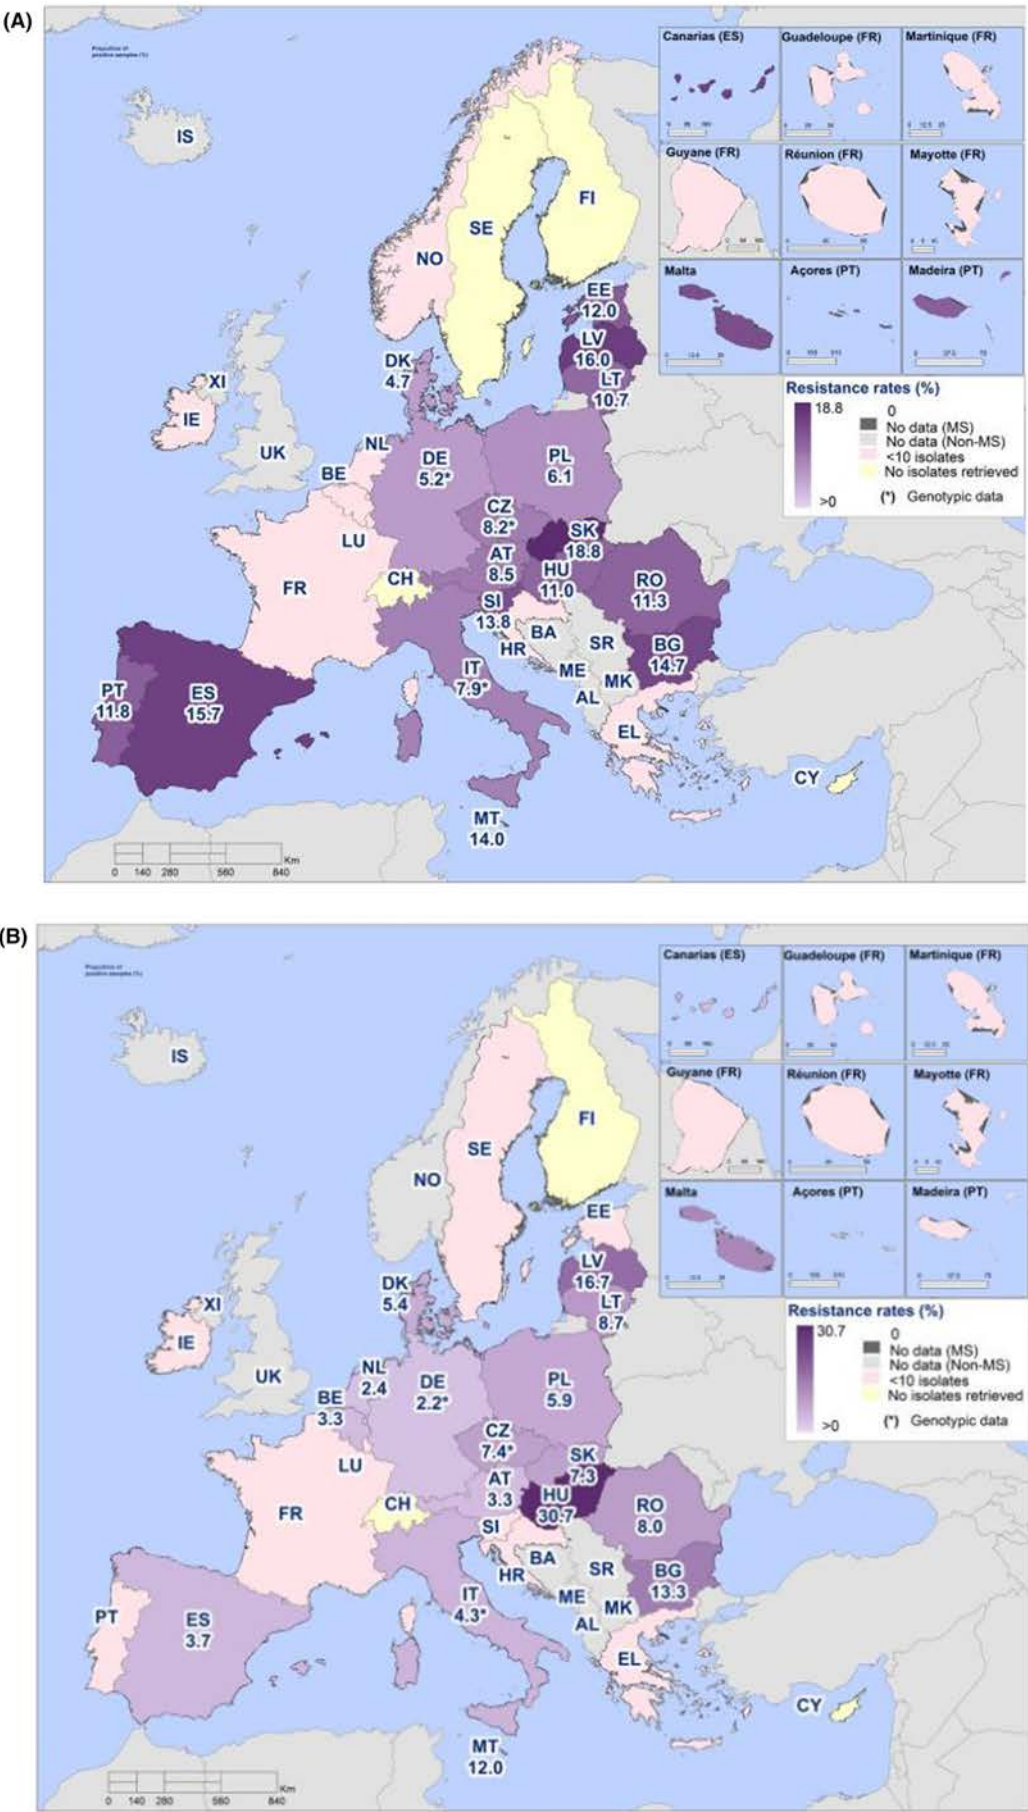 (A)
Proportion of
positive samples (%)
Canarias (ES)
Guadeloupe (FR)
Martinique (FR)
IS
Guyane (FR)
Réunion (FR)
Mayotte (FR)
FI
SE
NO
Malta
Açores (PT)
Madeira (PT)
EE
12.0
LV
16.0
DK
4.7
LT
10.7
XI
IE
UK
NL
BE
DE
5.2*
PL
6.1
Resistance rates (%)
18.8
0
No data (MS)
No data (Non-MS)
<10 isolates
No isolates retrieved
>0
(*) Genotypic data
CZ
8.2*
LU
SK
18.8
AT
8.5
FR
CH
HU
11.0
RO
11.3
SI
13.8
BA
HR
SR
BG
14.7
ME
MK
AL
IT
7.9*
PT
11.8
ES
15.7
EL
CY
MT
14.0
Km
0 140 280 560 840
(B)
Proportion of
positive samples (%)
Canarias (ES)
Guadeloupe (FR)
Martinique (FR)
IS
Guyane (FR)
Réunion (FR)
Mayotte (FR)
FI
SE
NO
Malta
Açores (PT)
Madeira (PT)
EE
LV
16.7
DK
5.4
LT
8.7
XI
IE
UK
NL
2.4
BE
3.3
DE
2.2*
PL
5.9
Resistance rates (%)
30.7
0
No data (MS)
No data (Non-MS)
<10 isolates
No isolates retrieved
>0
(*) Genotypic data
CZ
7.4*
LU
SK
7.3
AT
3.3
FR
CH
HU
30.7
RO
8.0
SI
BA
HR
SR
BG
13.3
ME
MK
AL
IT
4.3*
PT
ES
3.7
EL
CY
MT
12.0
Km
0 140 280 560 840